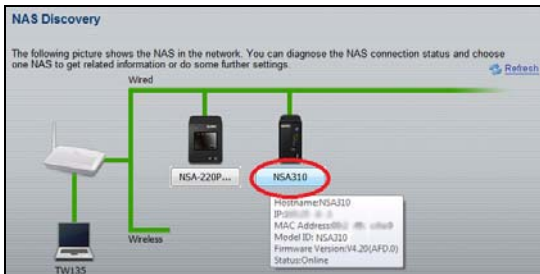 NAS Discovery
The following picture shows the NAS in the network. You can diagnose the NAS connection status and choose
one NAS to get related information or do some further settings.
Refresh
Wired
NSA-220P...
NSA310
Hostname:NSA310
IP:
MAC Address:
Model ID: NSA310
Firmware Version:V4.20(AFD.0)
Status:Online
Wireless
TW135